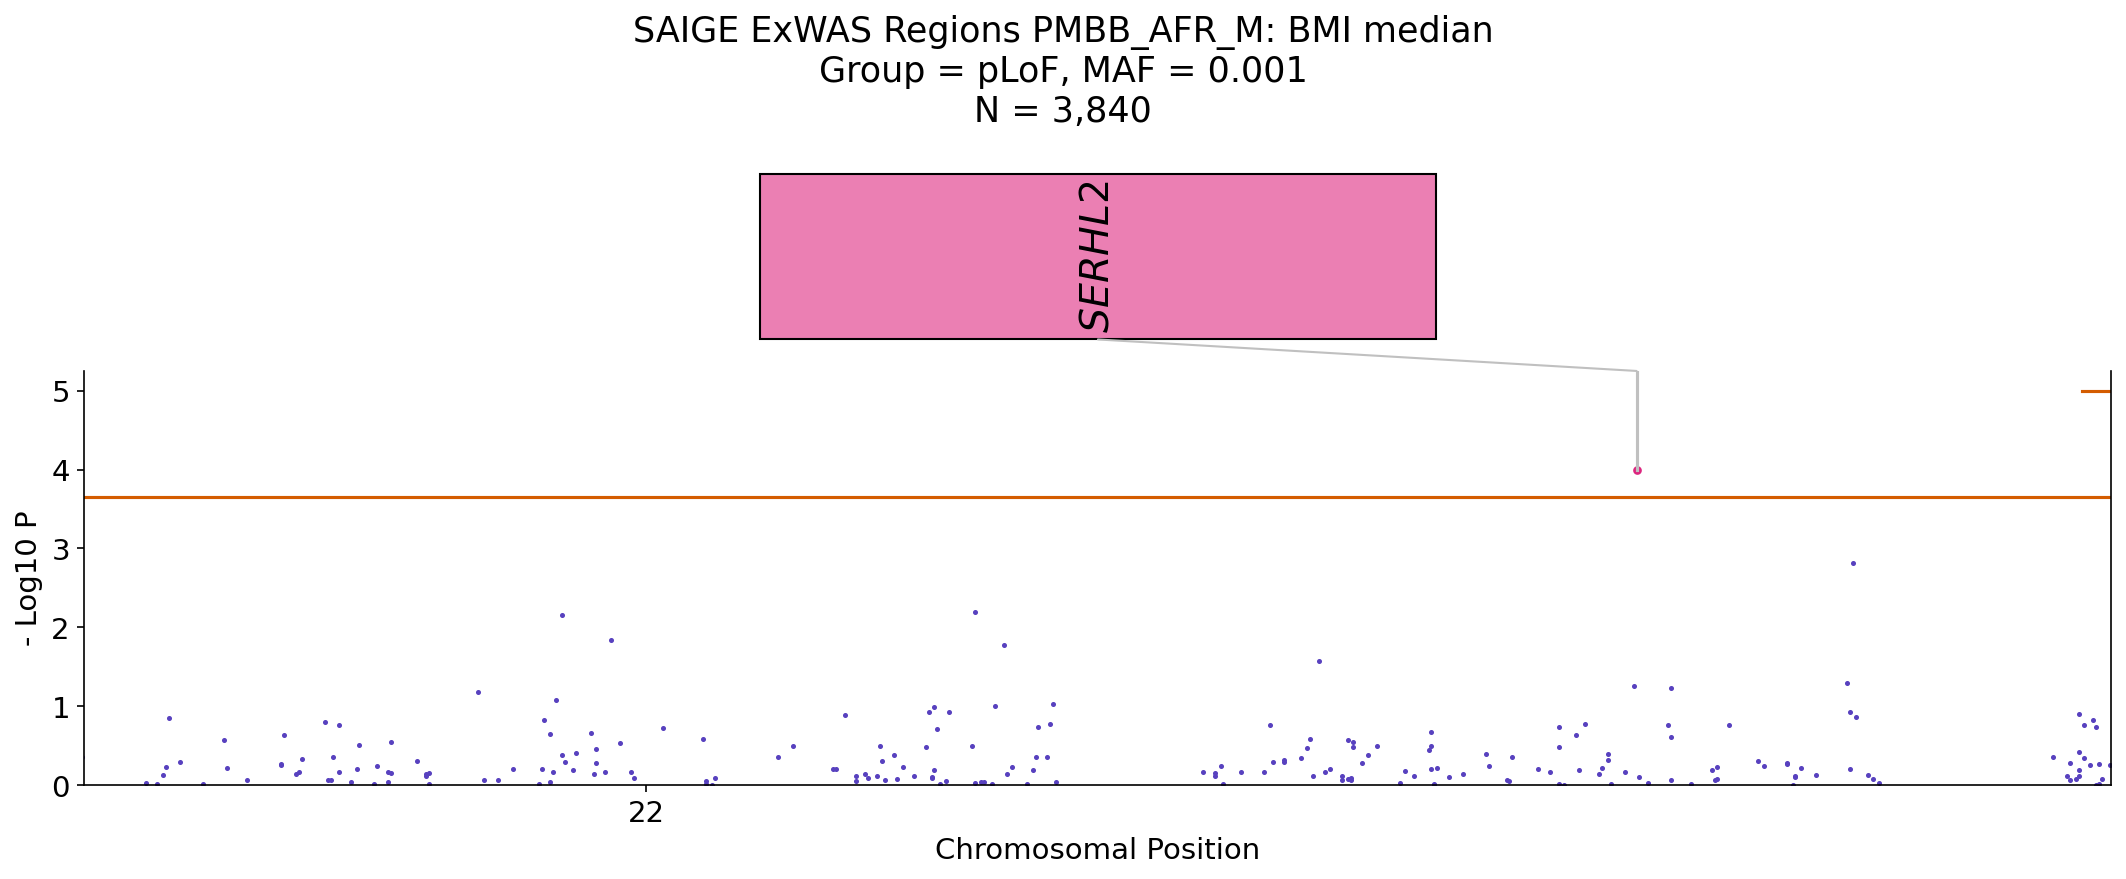 SAIGE ExWAS Regions PMBB_AFR_M: BMI median
Group = pLoF, MAF = 0.001
N = 3,840
SERHL2
5
4
3
2
1
0
- Log10 P
22
Chromosomal Position